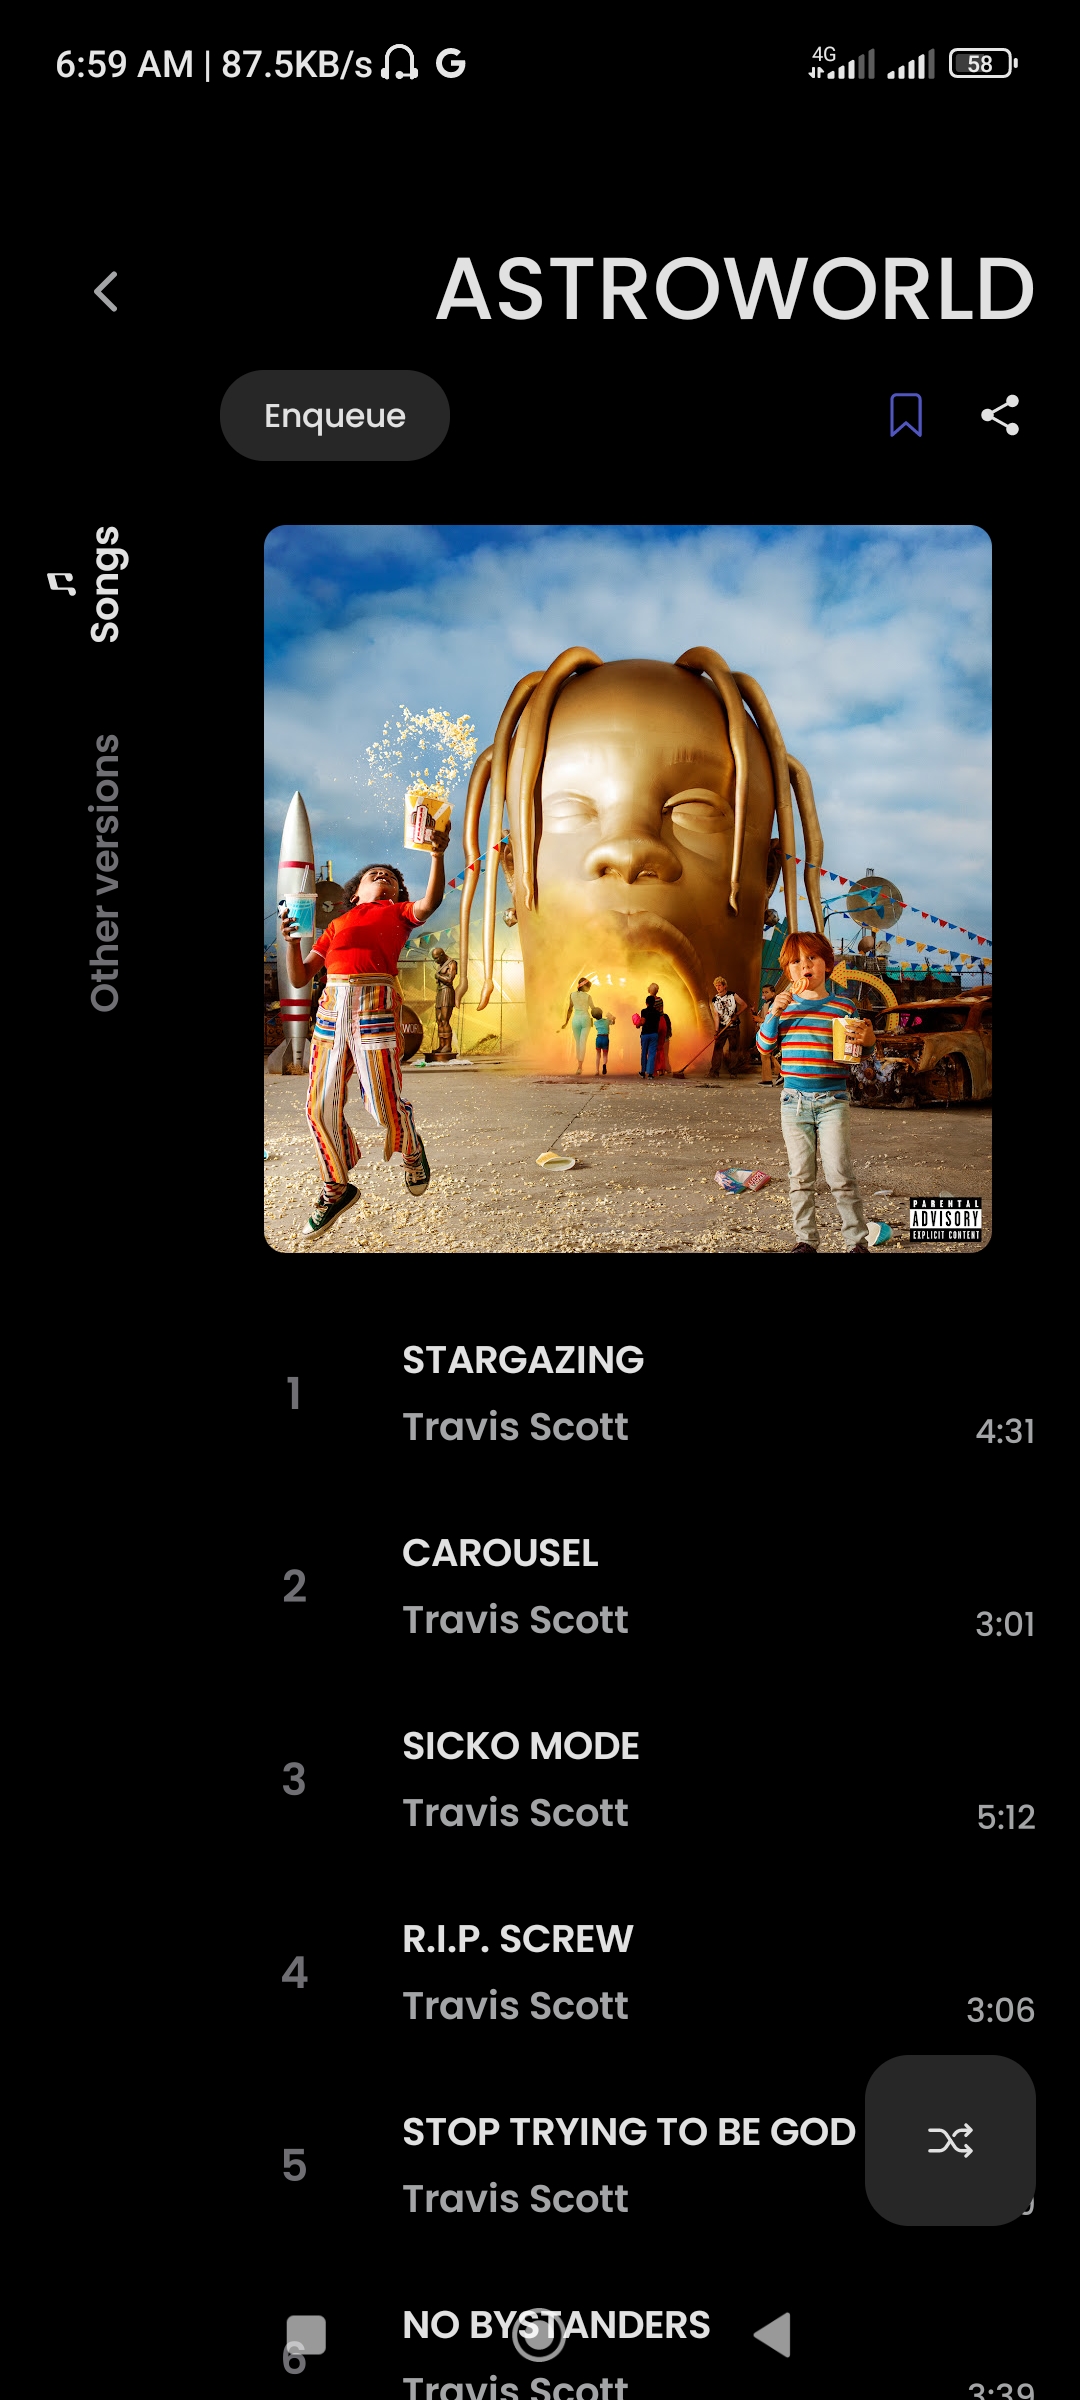 6:59 AM | 87.5KB/s G 4G 58
ASTROWORLD
Enqueue
Songs
Other versions
PARENTAL
ADVISORY
EXPLICIT CONTENT
1
STARGAZING
Travis Scott
4:31
2
CAROUSEL
Travis Scott
3:01
3
SICKO MODE
Travis Scott
5:12
4
R.I.P. SCREW
Travis Scott
3:06
5
STOP TRYING TO BE GOD
Travis Scott
6
NO BYSTANDERS
Travis Scott
3:39